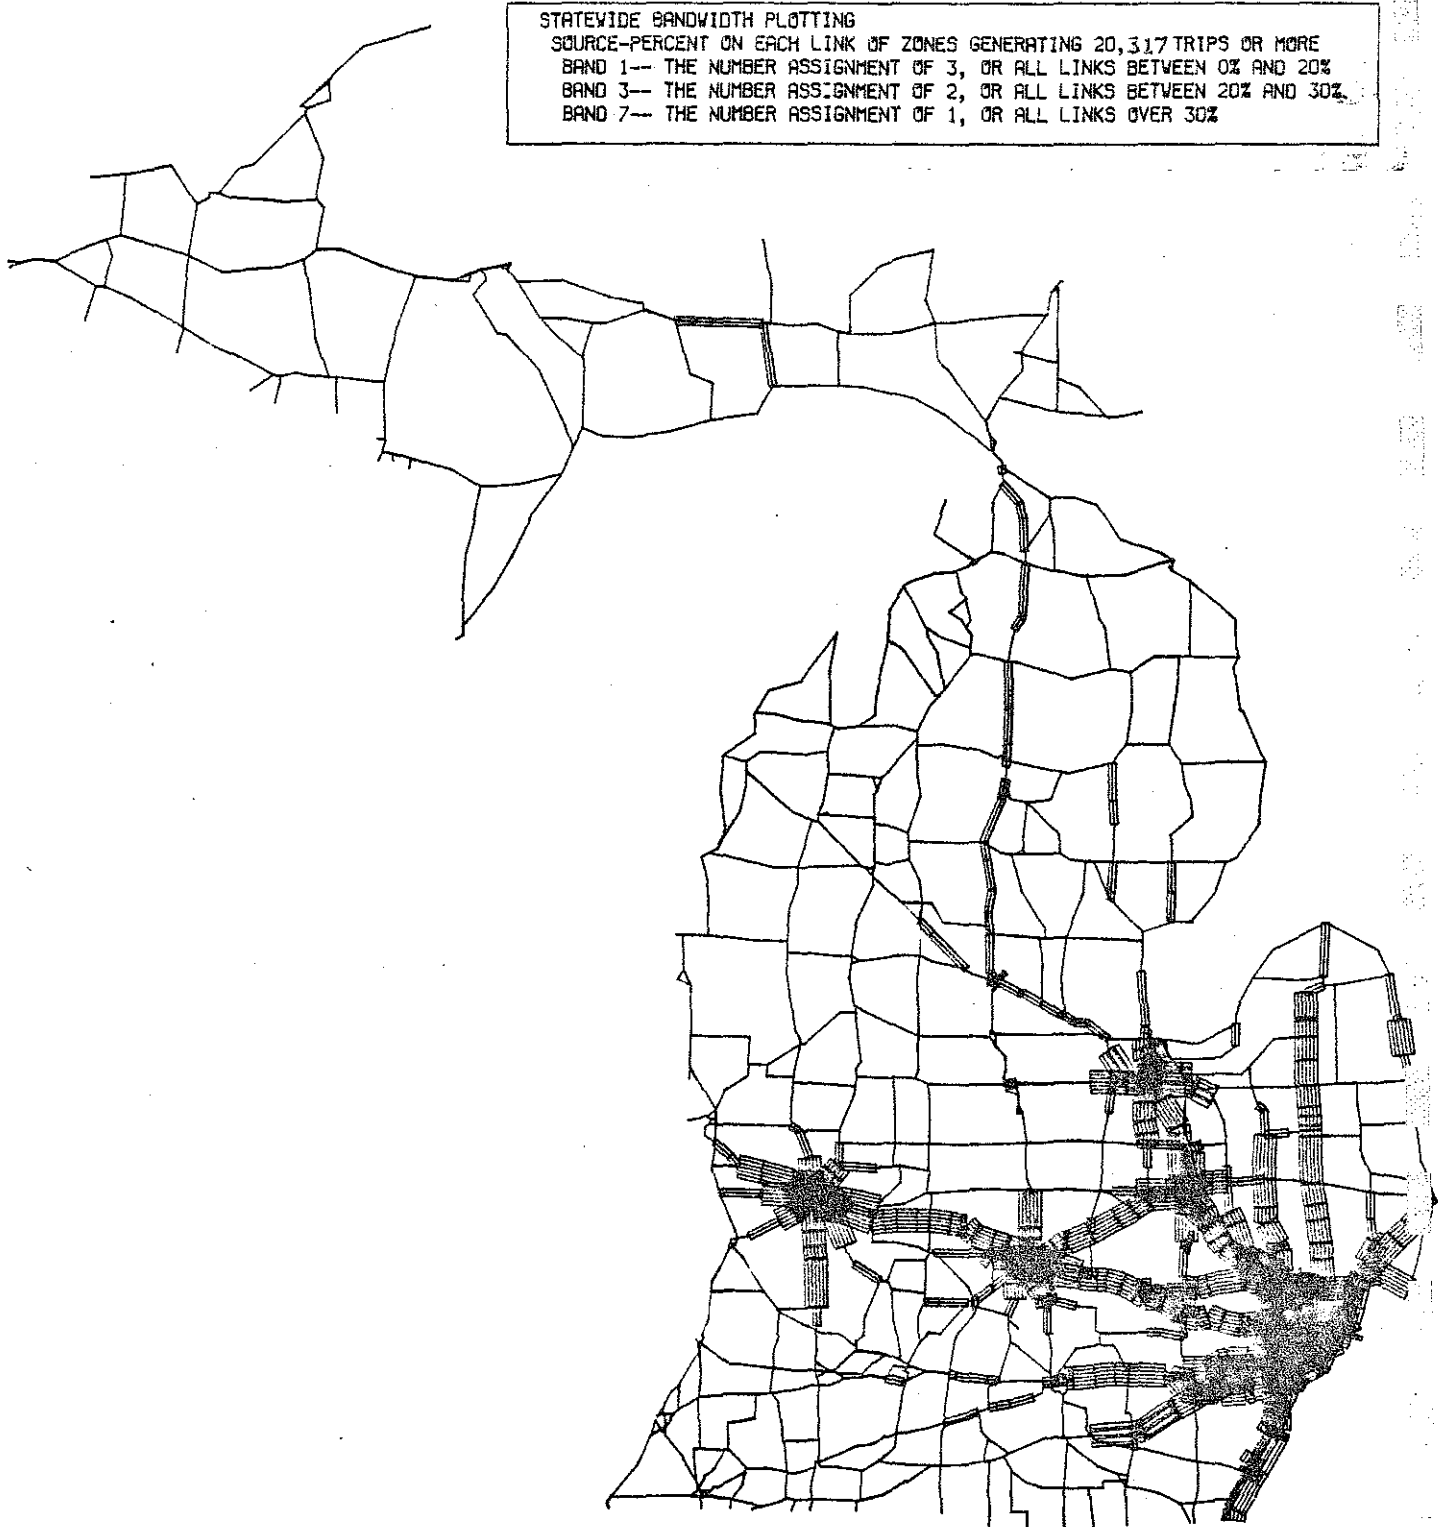 STATEWIDE BANDWIDTH PLOTTING
SOURCE-PERCENT ON EACH LINK OF ZONES GENERATING 20,317 TRIPS OR MORE
BAND 1-- THE NUMBER ASSIGNMENT OF 3, OR ALL LINKS BETWEEN 0% AND 20%
BAND 3-- THE NUMBER ASSIGNMENT OF 2, OR ALL LINKS BETWEEN 20% AND 30%
BAND 7-- THE NUMBER ASSIGNMENT OF 1, OR ALL LINKS OVER 30%